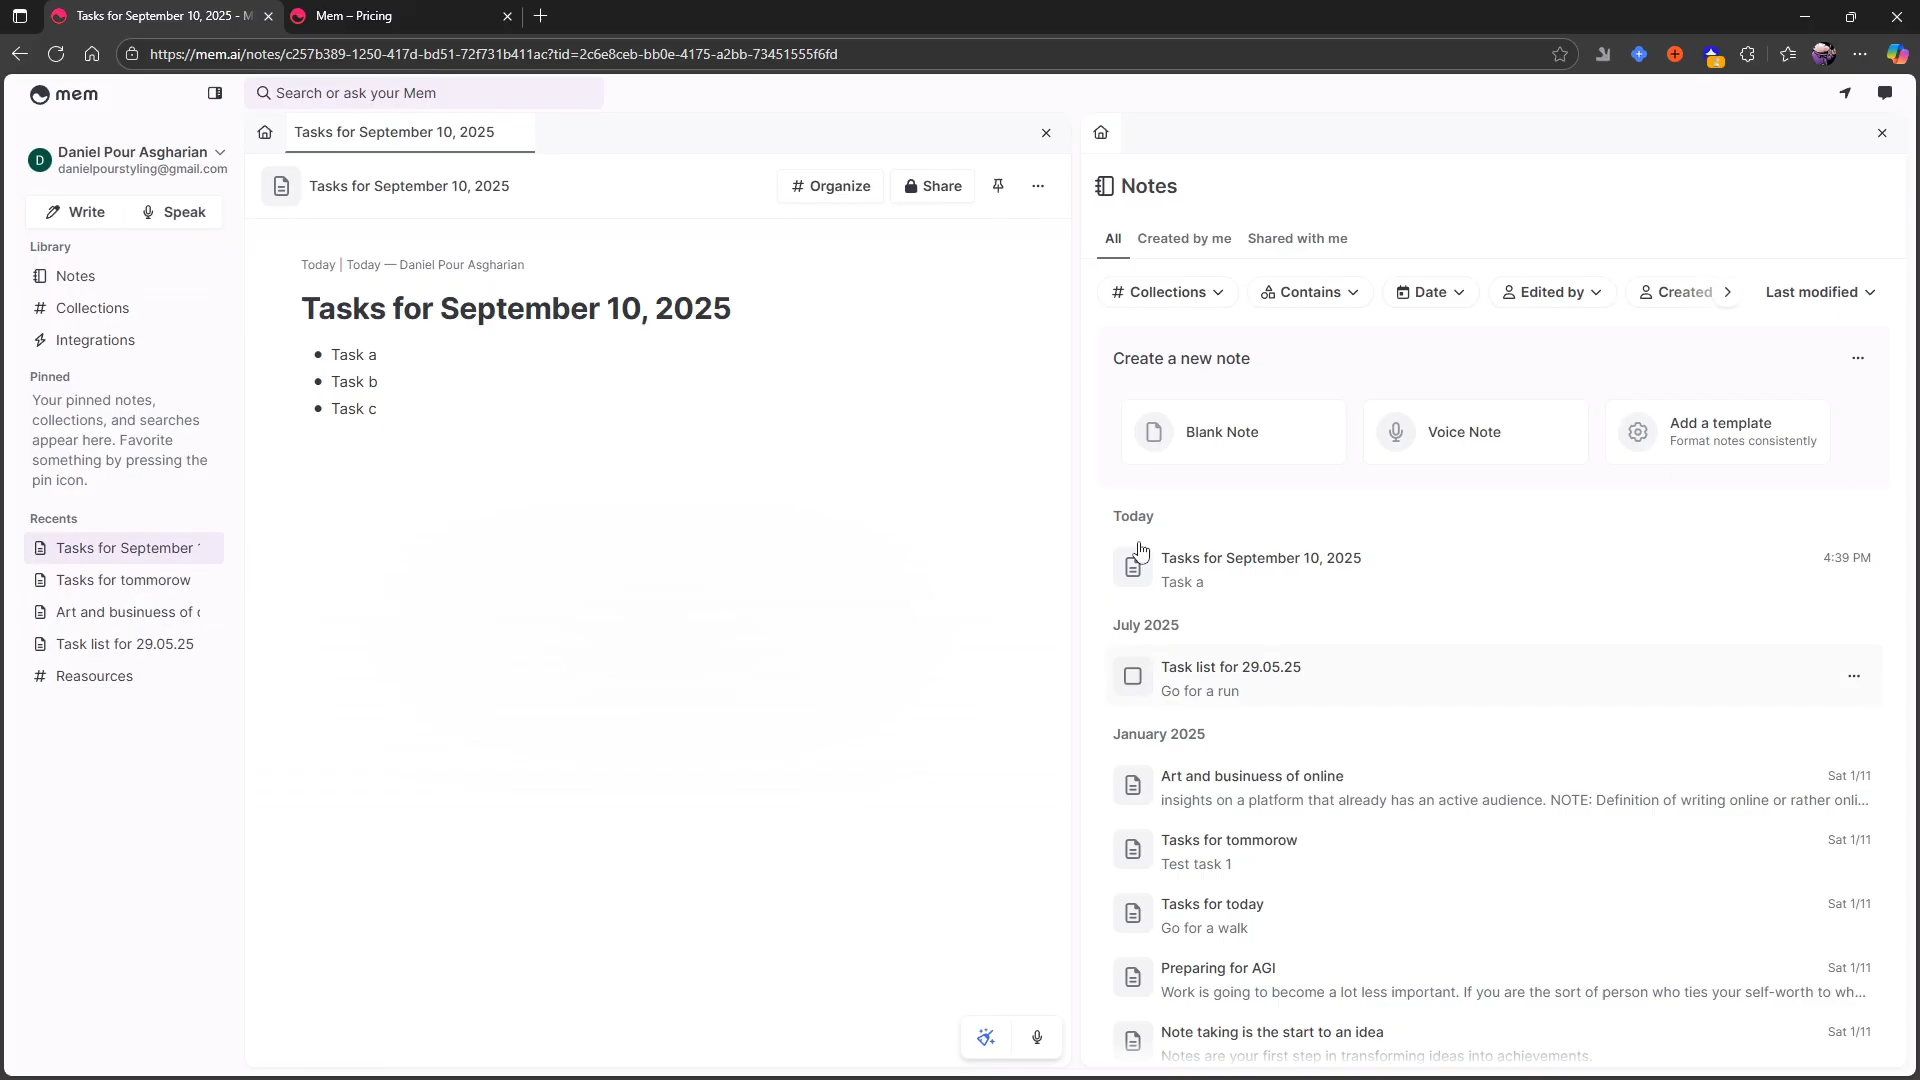 Tasks for September 10, 2025 - M
Mem – Pricing
https://mem.ai/notes/c257b389-1250-417d-bd51-72f731b411ac?tid=2c6e8ceb-bb0e-4175-a2bb-73451555f6fd
2
mem
Search or ask your Mem
D
Daniel Pour Asgharian
danielpourstyling@gmail.com
Write
Speak
Library
Notes
Collections
Integrations
Pinned
Your pinned notes,
collections, and searches
appear here. Favorite
something by pressing the
pin icon.
Recents
Tasks for September
Tasks for tommorow
Art and businuess of
Task list for 29.05.25
Reasources
Tasks for September 10, 2025
Tasks for September 10, 2025
# Organize
Share
Today | Today — Daniel Pour Asgharian
Tasks for September 10, 2025
• Task a
• Task b
• Task c
Notes
All
Created by me
Shared with me
# Collections
Contains
Date
Edited by
Created
Last modified
Create a new note
Blank Note
Voice Note
Add a template
Format notes consistently
Today
Tasks for September 10, 2025
4:39 PM
Task a
July 2025
Task list for 29.05.25
Go for a run
January 2025
Art and businuess of online
Sat 1/11
insights on a platform that already has an active audience. NOTE: Definition of writing online or rather onli...
Tasks for tommorow
Sat 1/11
Test task 1
Tasks for today
Sat 1/11
Go for a walk
Preparing for AGI
Sat 1/11
Work is going to become a lot less important. If you are the sort of person who ties your self-worth to wh...
Note taking is the start to an idea
Sat 1/11
Notes are your first step in transforming ideas into achievements.